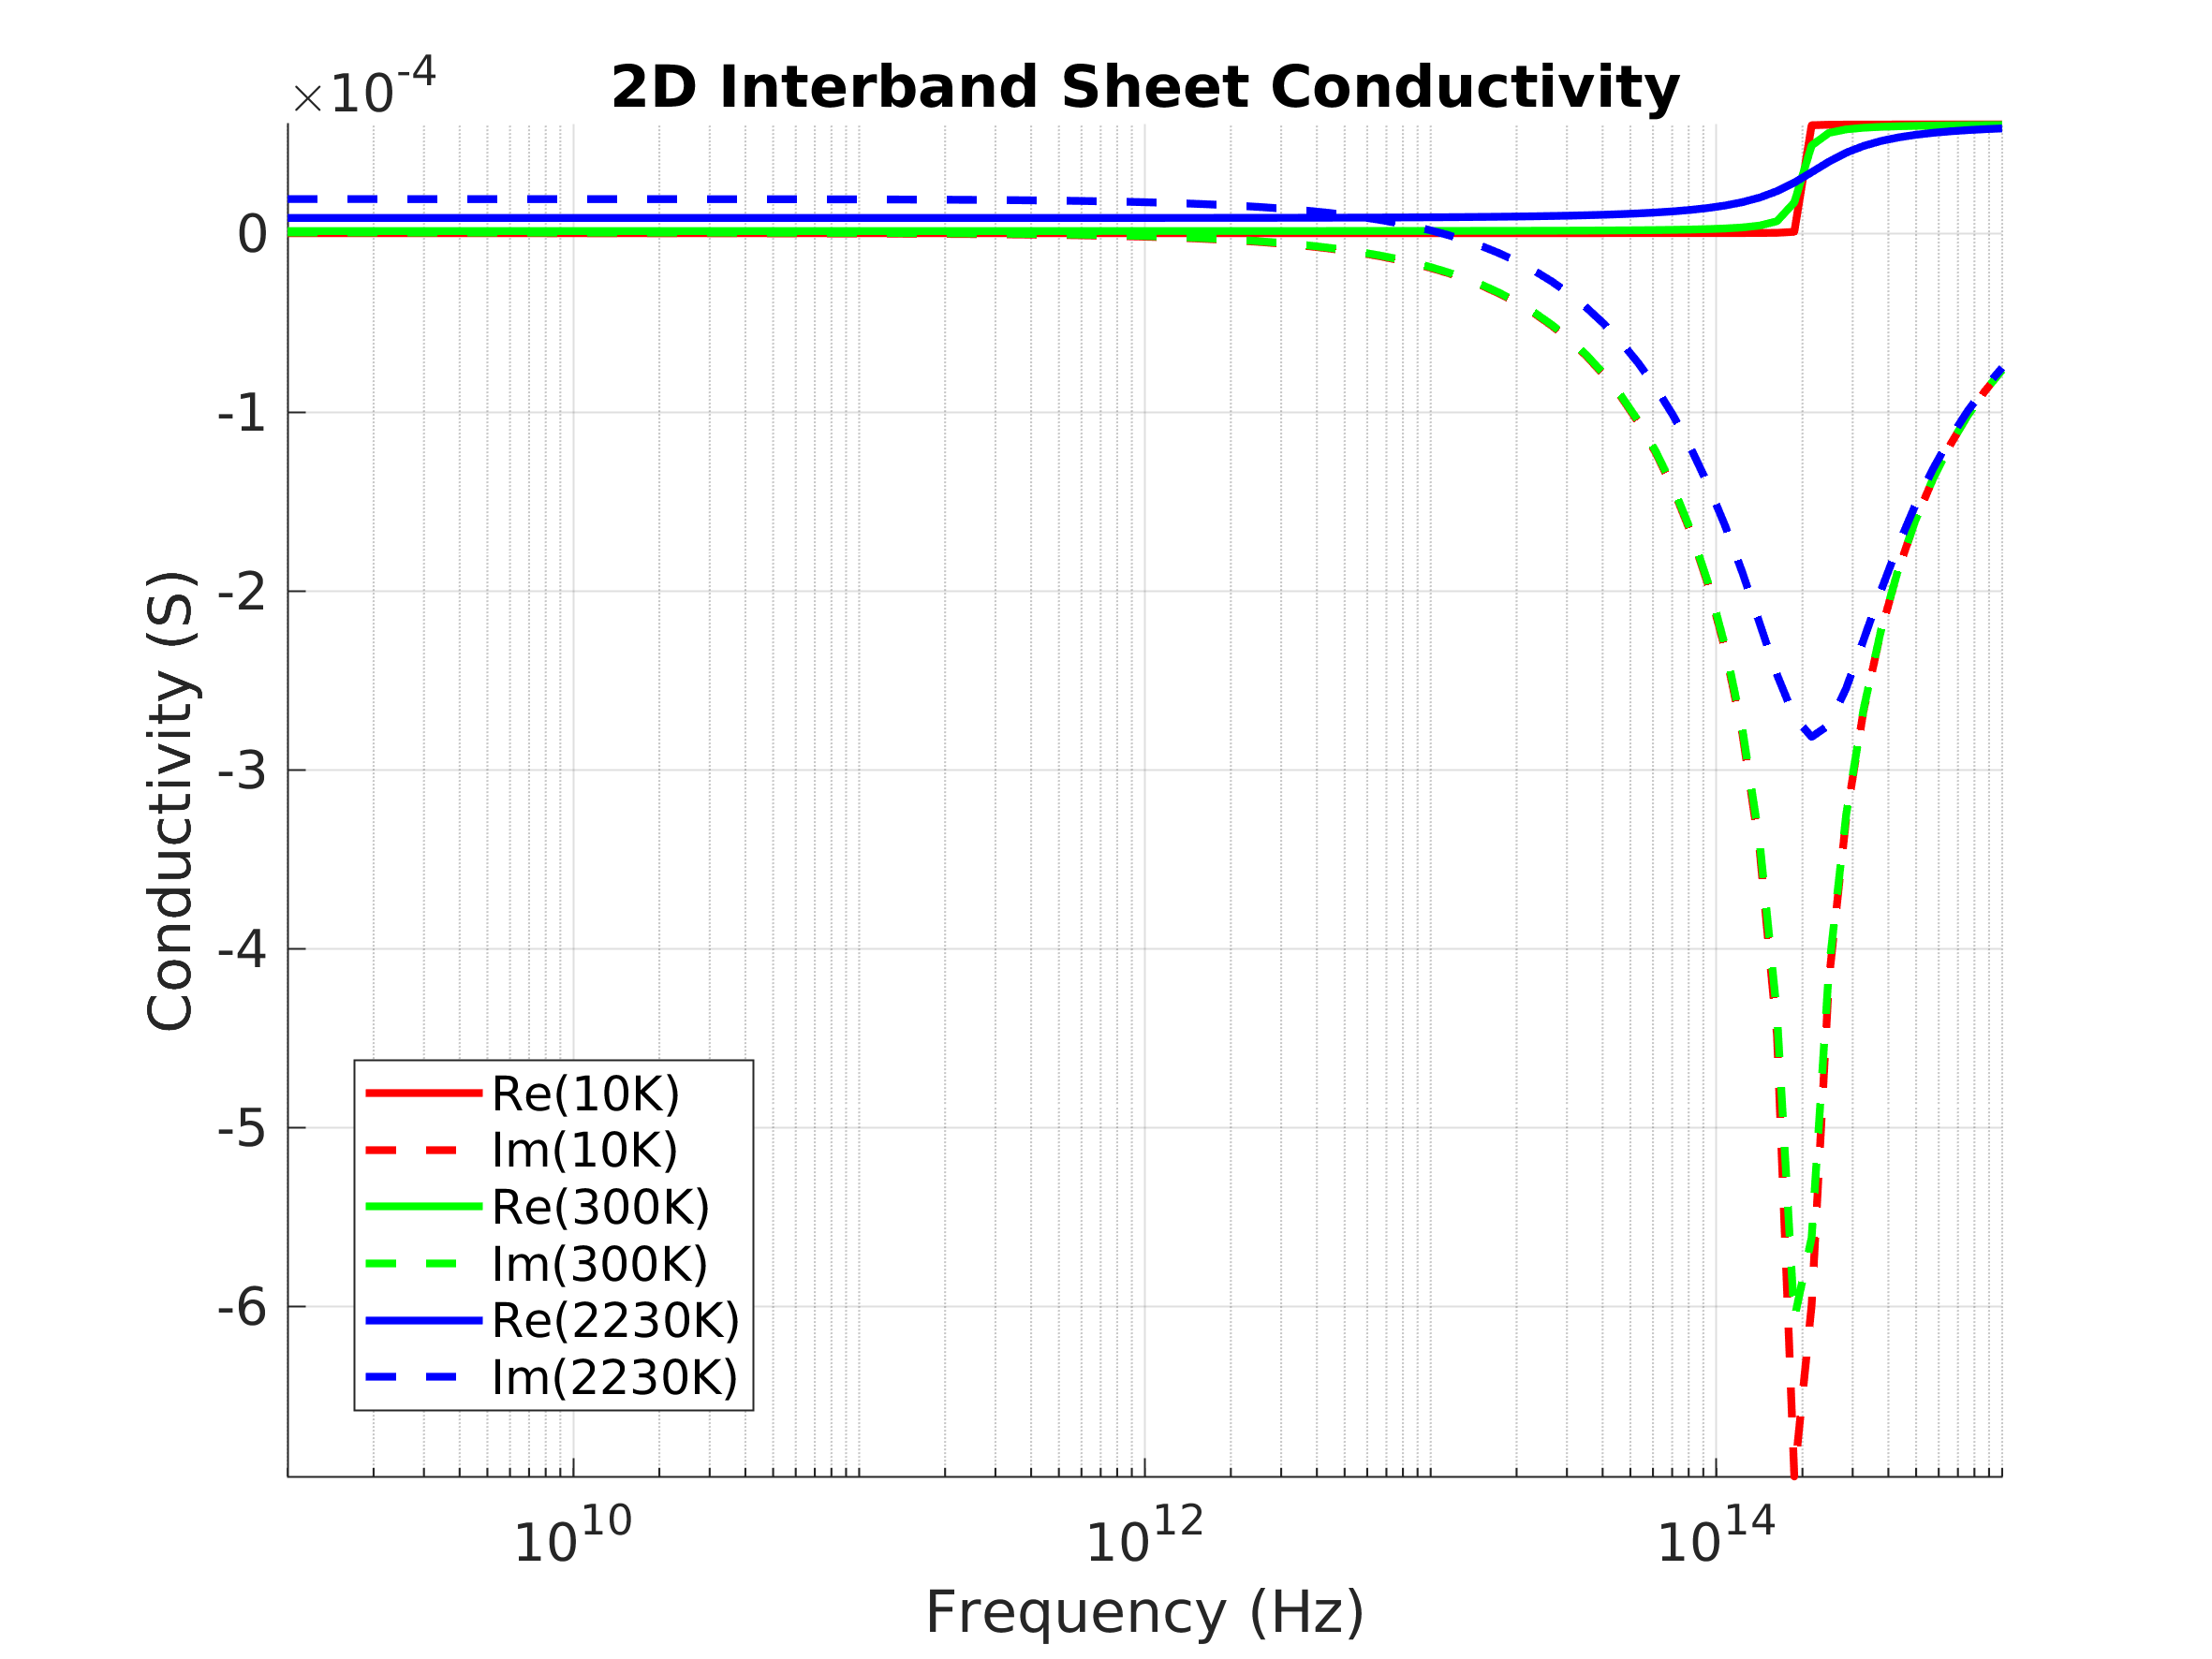 ×10-4
2D Interband Sheet Conductivity
Conductivity (S)
0
-1
-2
-3
-4
-5
-6
Re(10K)
Im(10K)
Re(300K)
Im(300K)
Re(2230K)
Im(2230K)
10^10
10^12
10^14
Frequency (Hz)